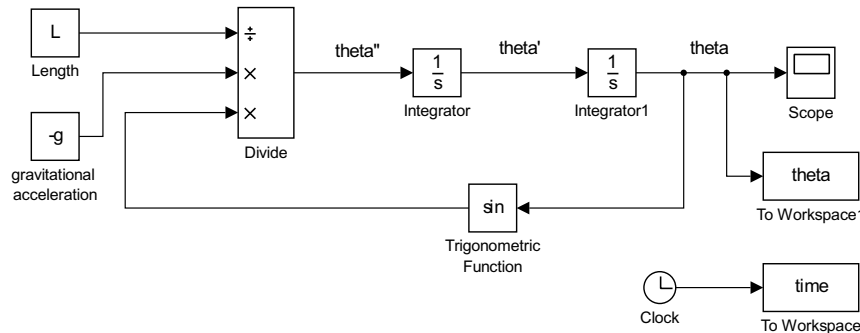 L
Length
-g
gravitational
acceleration
÷
×
×
Divide
theta''
1
s
Integrator
theta'
1
s
Integrator1
theta
Scope
theta
To Workspace1
sin
Trigonometric
Function
Clock
time
To Workspace